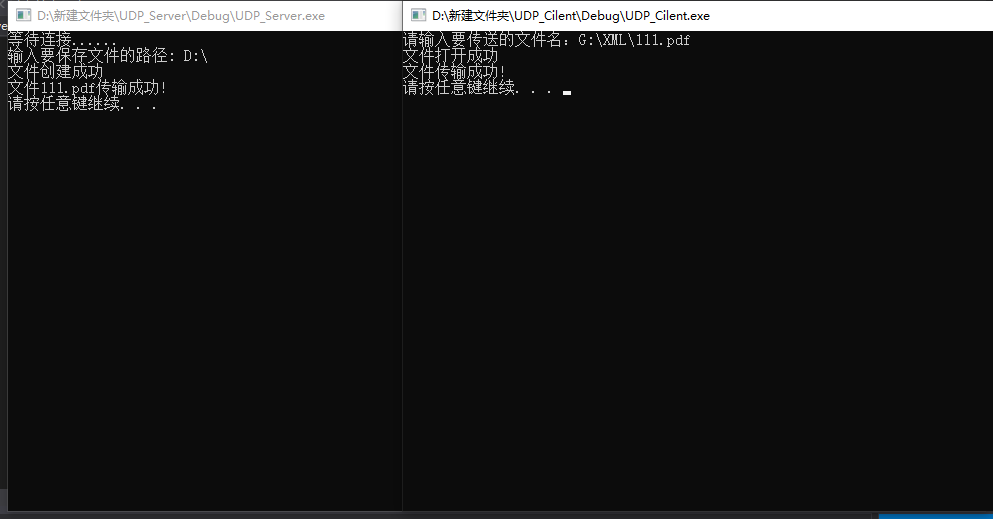 D:\新建文件夹\UDP_Server\Debug\UDP_Server.exe
等待连接......
输入要保存文件的路径: D:\
文件创建成功
文件111.pdf传输成功!
请按任意键继续. . .
D:\新建文件夹\UDP_Cilent\Debug\UDP_Cilent.exe
请输入要传送的文件名：G:\XML\111.pdf
文件打开成功
文件传输成功!
请按任意键继续. . .